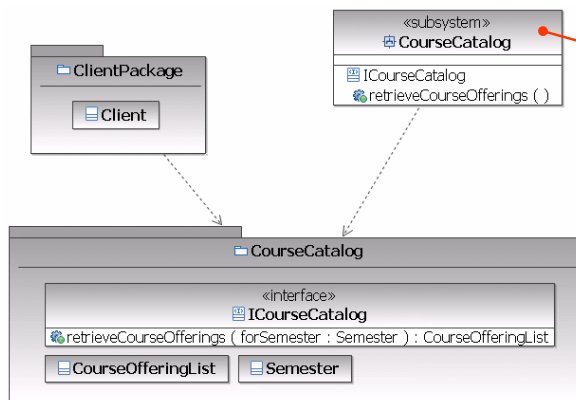 «subsystem»
CourseCatalog
ICourseCatalog
retrieveCourseOfferings ( )
ClientPackage
Client
CourseCatalog
«interface»
ICourseCatalog
retrieveCourseOfferings ( forSemester : Semester ) : CourseOfferingList
CourseOfferingList
Semester